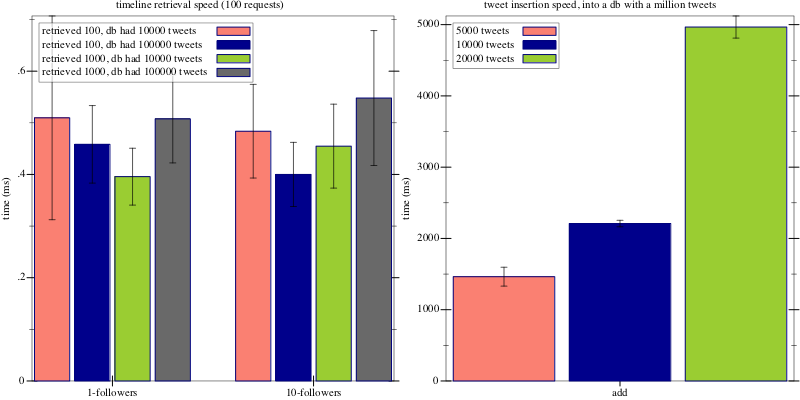 timeline retrieval speed (100 requests)
retrieved 100, db had 10000 tweets
retrieved 100, db had 100000 tweets
retrieved 1000, db had 10000 tweets
retrieved 1000, db had 100000 tweets
time (ms)
.6
.4
.2
0
1-followers
10-followers
tweet insertion speed, into a db with a million tweets
5000 tweets
10000 tweets
20000 tweets
time (ms)
5000
4000
3000
2000
1000
0
add